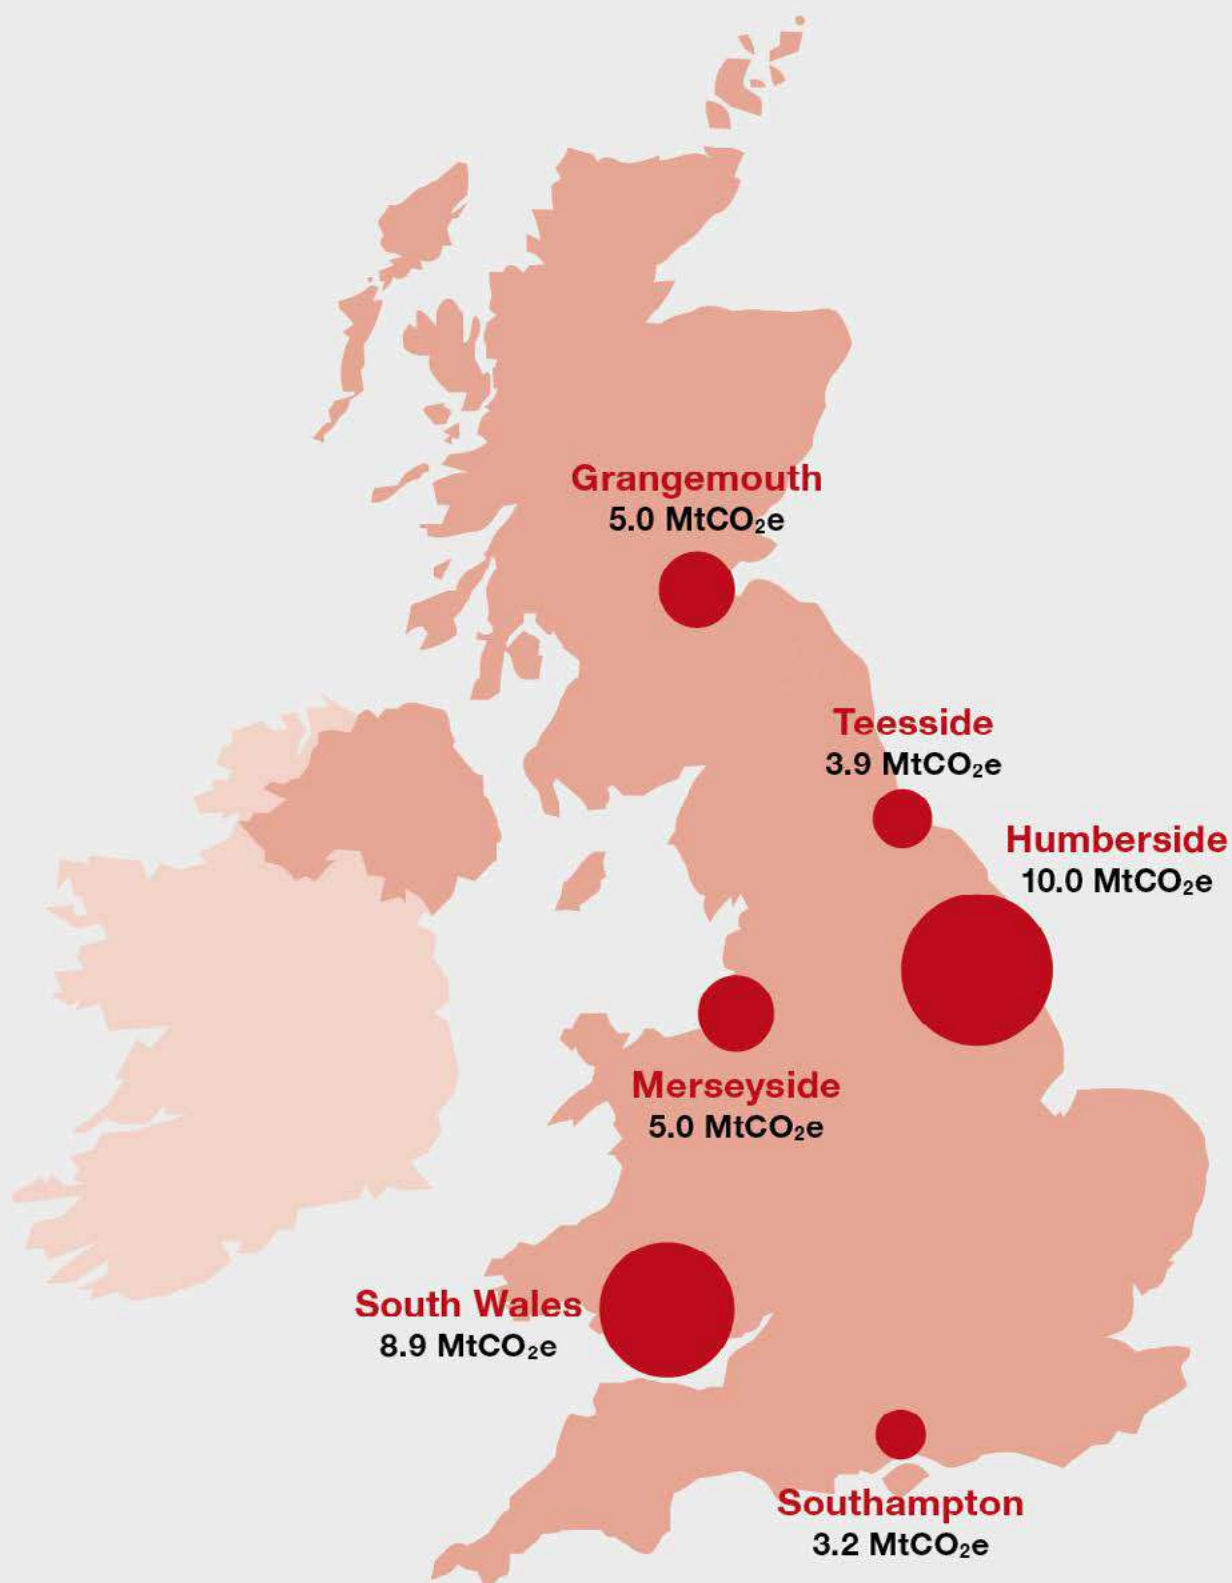 Grangemouth
5.0 MtCO₂e
Teesside
3.9 MtCO₂e
Humberside
10.0 MtCO₂e
Merseyside
5.0 MtCO₂e
South Wales
8.9 MtCO₂e
Southampton
3.2 MtCO₂e